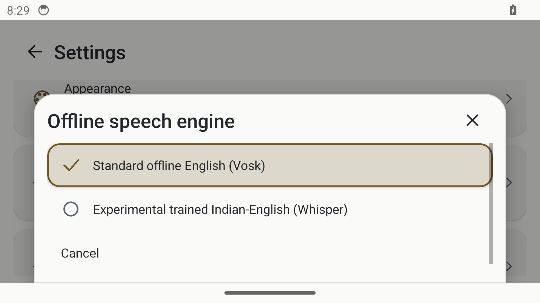 8:29
Settings
Appearance
Offline speech engine
Standard offline English (Vosk)
Experimental trained Indian-English (Whisper)
Cancel